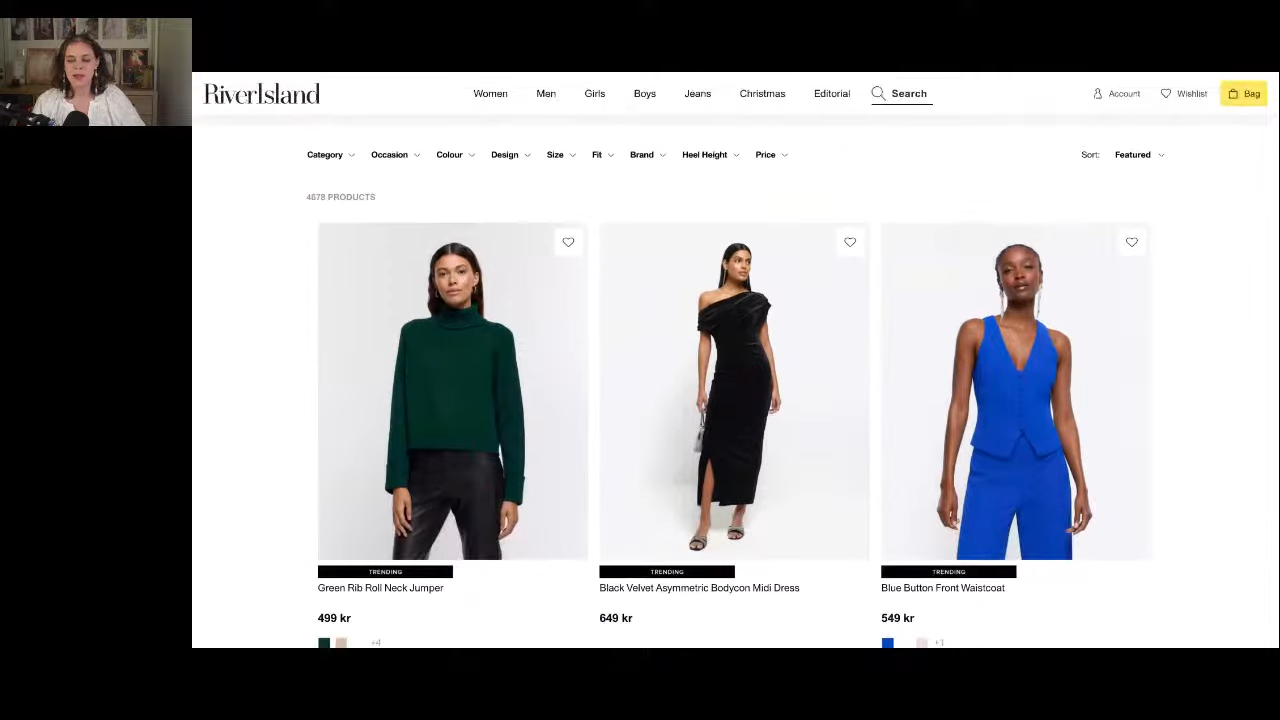 RiverIsland Women Men Girls Boys Jeans Christmas Editorial Search Account Wishlist Bag
Category Occasion Colour Design Size Fit Brand Heel Height Price Sort: Featured
4678 PRODUCTS
TRENDING TRENDING TRENDING
Green Rib Roll Neck Jumper Black Velvet Asymmetric Bodycon Midi Dress Blue Button Front Waistcoat
499 kr 649 kr 549 kr
+4 +3